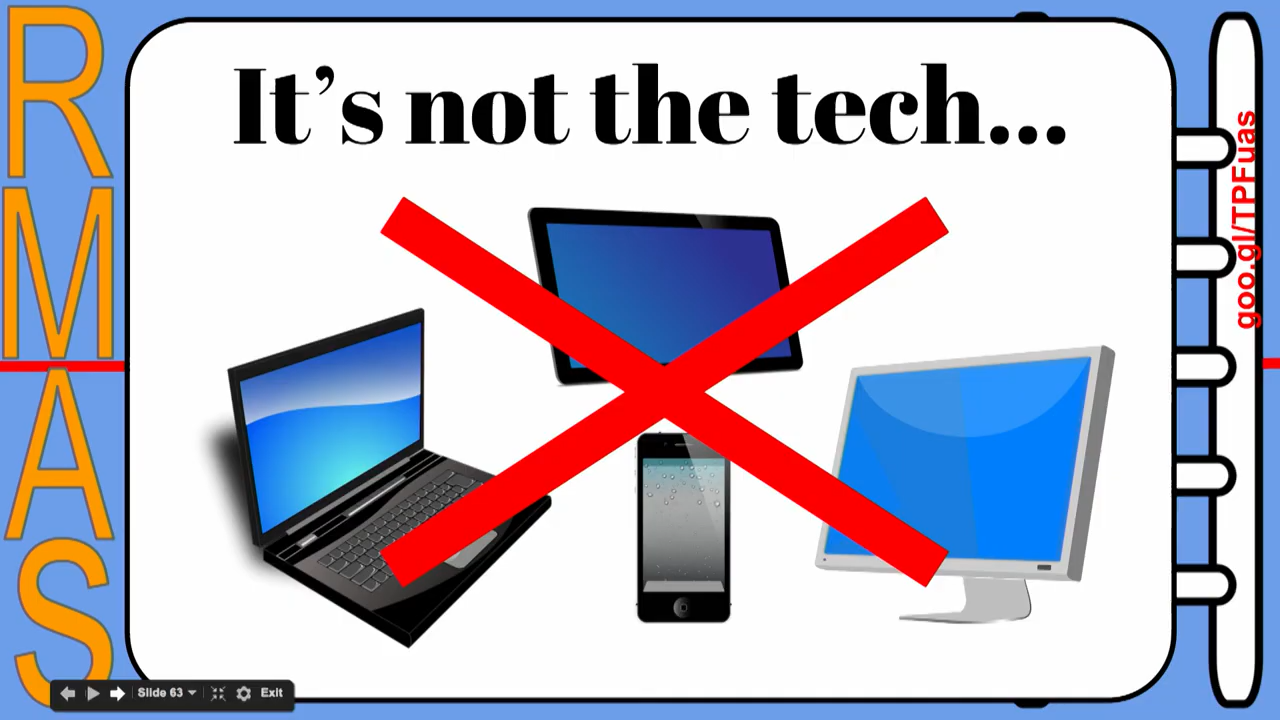 It's not the tech...
RMAS
goo.gl/TPFuas
Slide 63
Exit